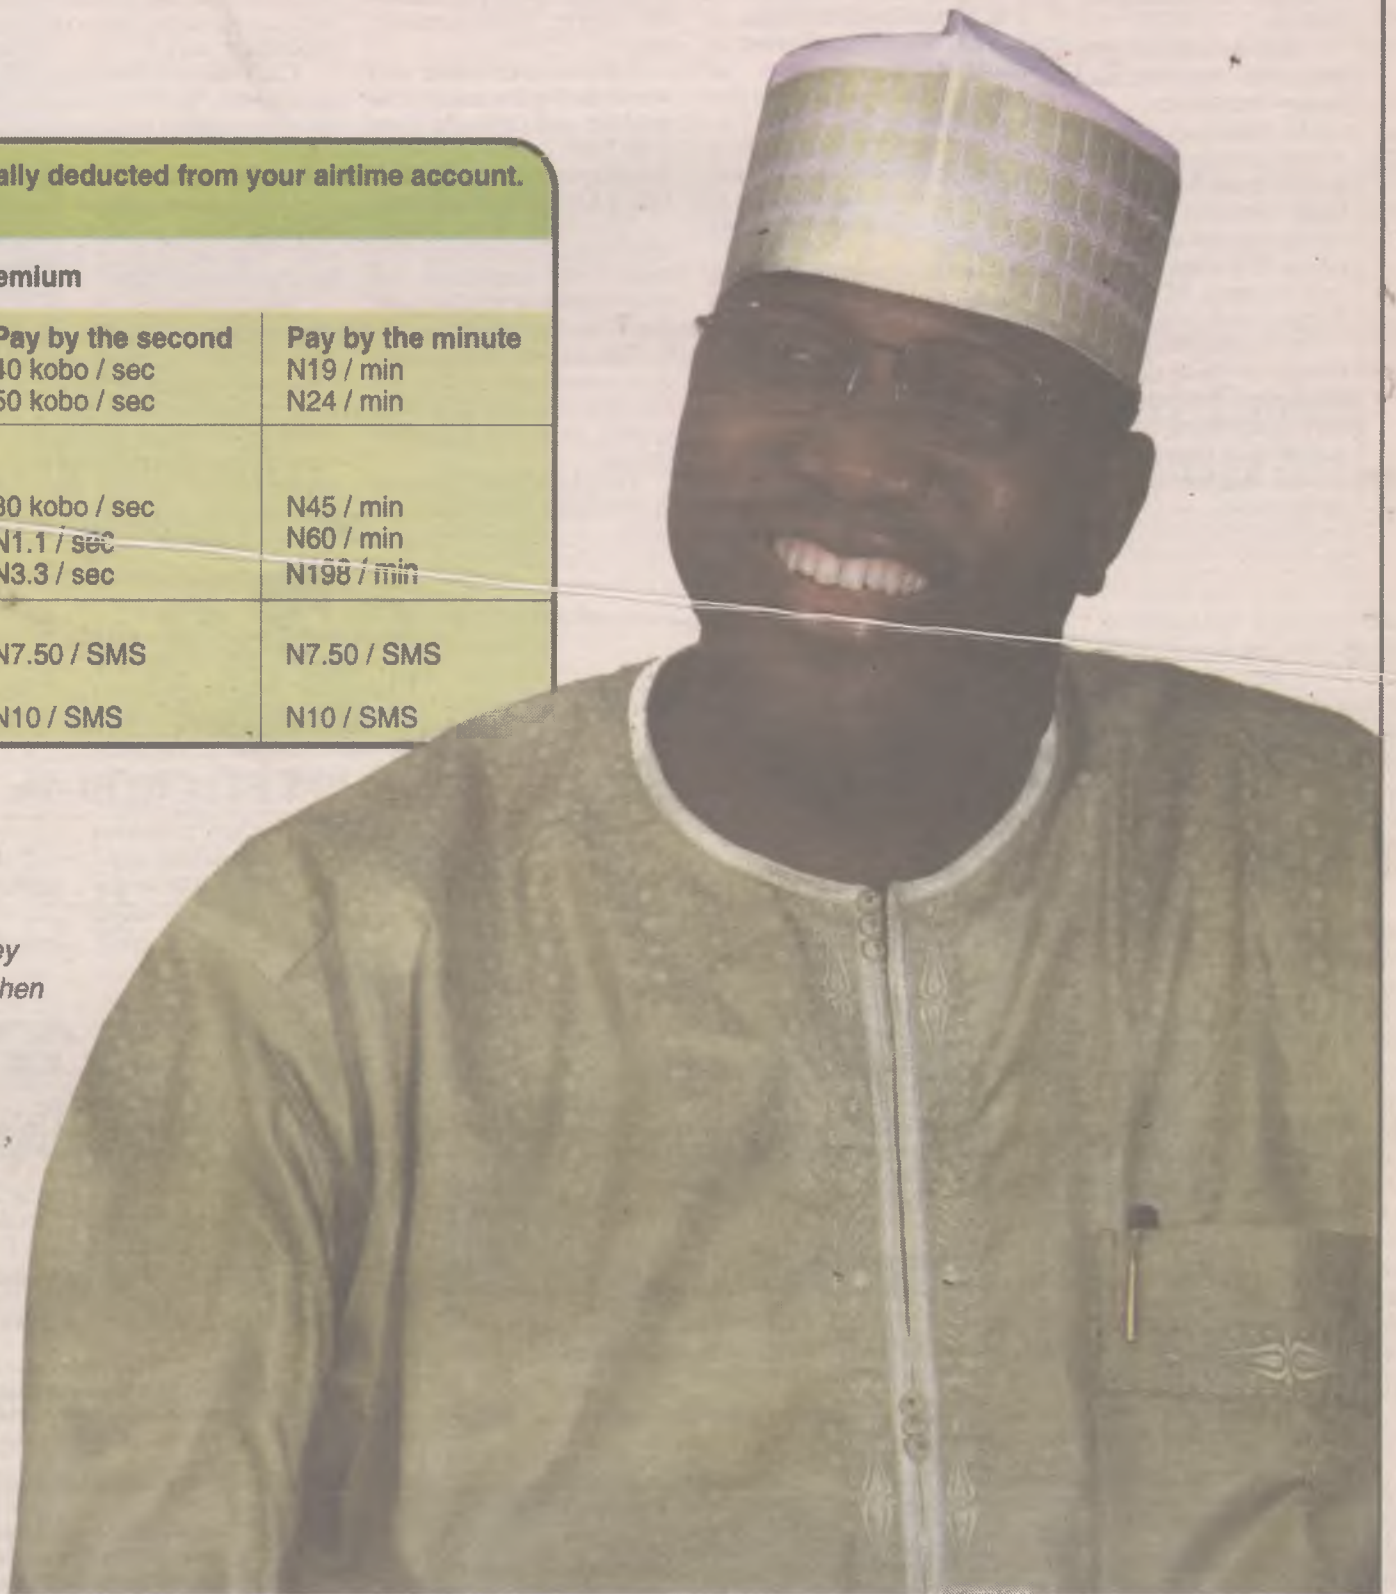 ally deducted from your airtime account.
emium
Pay by the second Pay by the minute
40 kobo / sec N19 / min
50 kobo / sec N24 / min
80 kobo / sec N45 / min
N1.1 / sec N60 / min
N3.3 / sec N198 / min
N7.50 / SMS N7.50 / SMS
N10 / SMS N10 / SMS
ey
hen
,